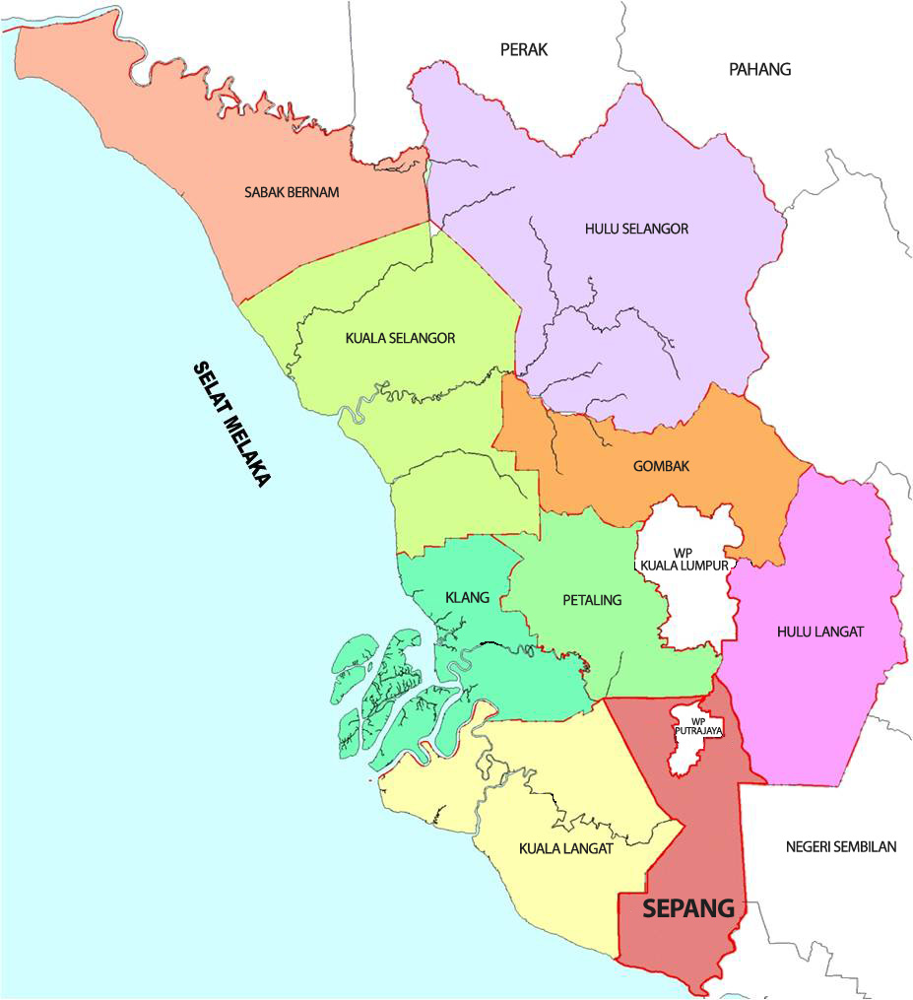 PERAK
PAHANG
SABAK BERNAM
HULU SELANGOR
KUALA SELANGOR
SELAT MELAKA
GOMBAK
WP
KUALA LUMPUR
KLANG
PETALING
HULU LANGAT
WP
PUTRAJAYA
KUALA LANGAT
NEGERI SEMBILAN
SEPANG